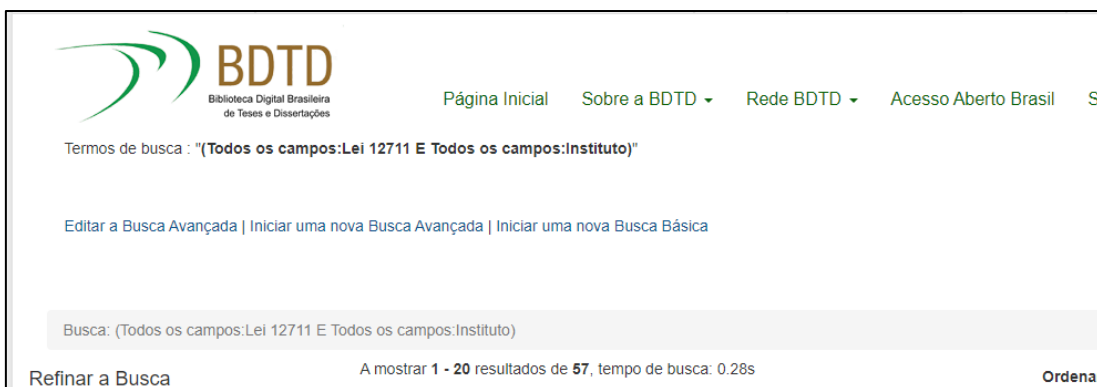 BDTD
Biblioteca Digital Brasileira
de Teses e Dissertações
Página Inicial Sobre a BDTD Rede BDTD Acesso Aberto Brasil S
Termos de busca : "(Todos os campos:Lei 12711 E Todos os campos:Instituto)"
Editar a Busca Avançada | Iniciar uma nova Busca Avançada | Iniciar uma nova Busca Básica
Busca: (Todos os campos:Lei 12711 E Todos os campos:Instituto)
Refinar a Busca A mostrar 1 - 20 resultados de 57, tempo de busca: 0.28s Ordena